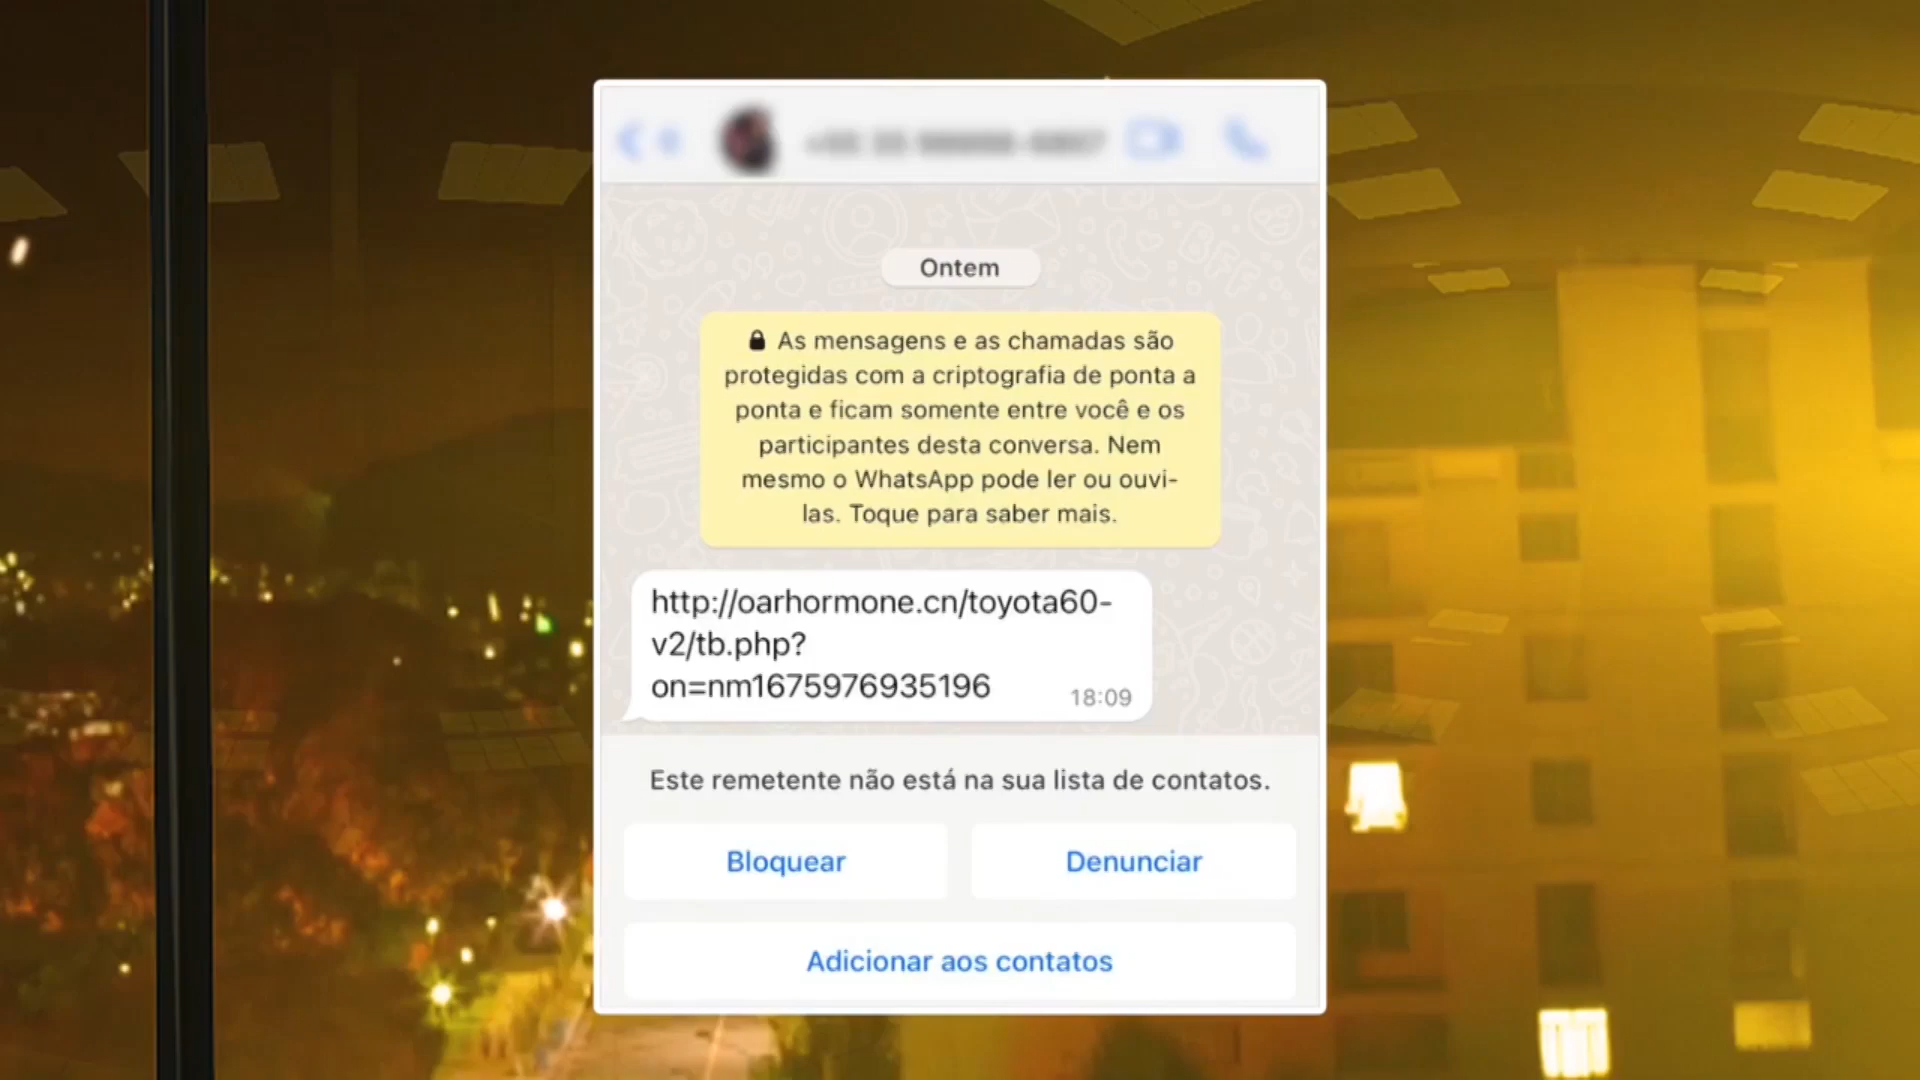 Ontem
As mensagens e as chamadas são
protegidas com a criptografia de ponta a
ponta e ficam somente entre você e os
participantes desta conversa. Nem
mesmo o WhatsApp pode ler ou ouvi-
las. Toque para saber mais.
http://oarhormone.cn/toyota60-
v2/tb.php?
on=nm1675976935196
18:09
Este remetente não está na sua lista de contatos.
Bloquear
Denunciar
Adicionar aos contatos